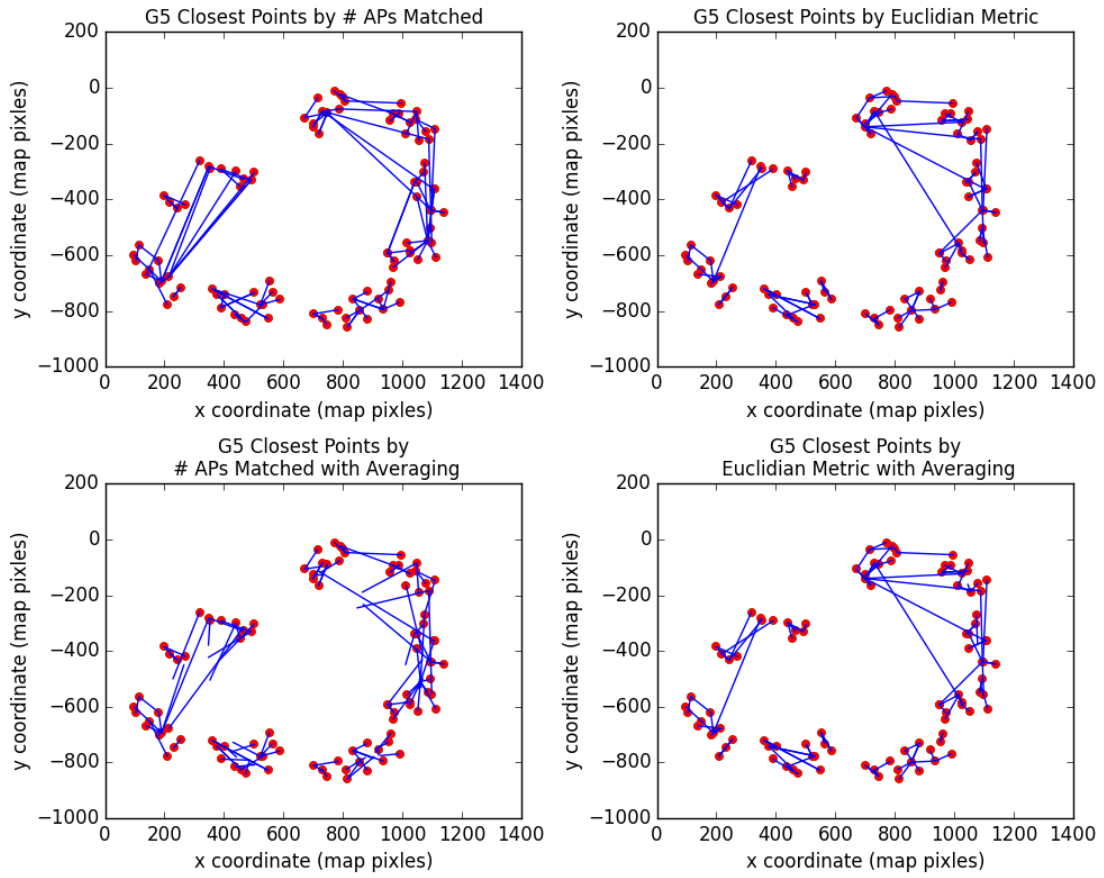 G5 Closest Points by # APs Matched
200
0
−200
−400
−600
−800
−1000
0 200 400 600 800 1000 1200 1400
y coordinate (map pixles)
x coordinate (map pixles)
G5 Closest Points by Euclidian Metric
200
0
−200
−400
−600
−800
−1000
0 200 400 600 800 1000 1200 1400
y coordinate (map pixles)
x coordinate (map pixles)
G5 Closest Points by
# APs Matched with Averaging
200
0
−200
−400
−600
−800
−1000
0 200 400 600 800 1000 1200 1400
y coordinate (map pixles)
x coordinate (map pixles)
G5 Closest Points by
Euclidian Metric with Averaging
200
0
−200
−400
−600
−800
−1000
0 200 400 600 800 1000 1200 1400
y coordinate (map pixles)
x coordinate (map pixles)